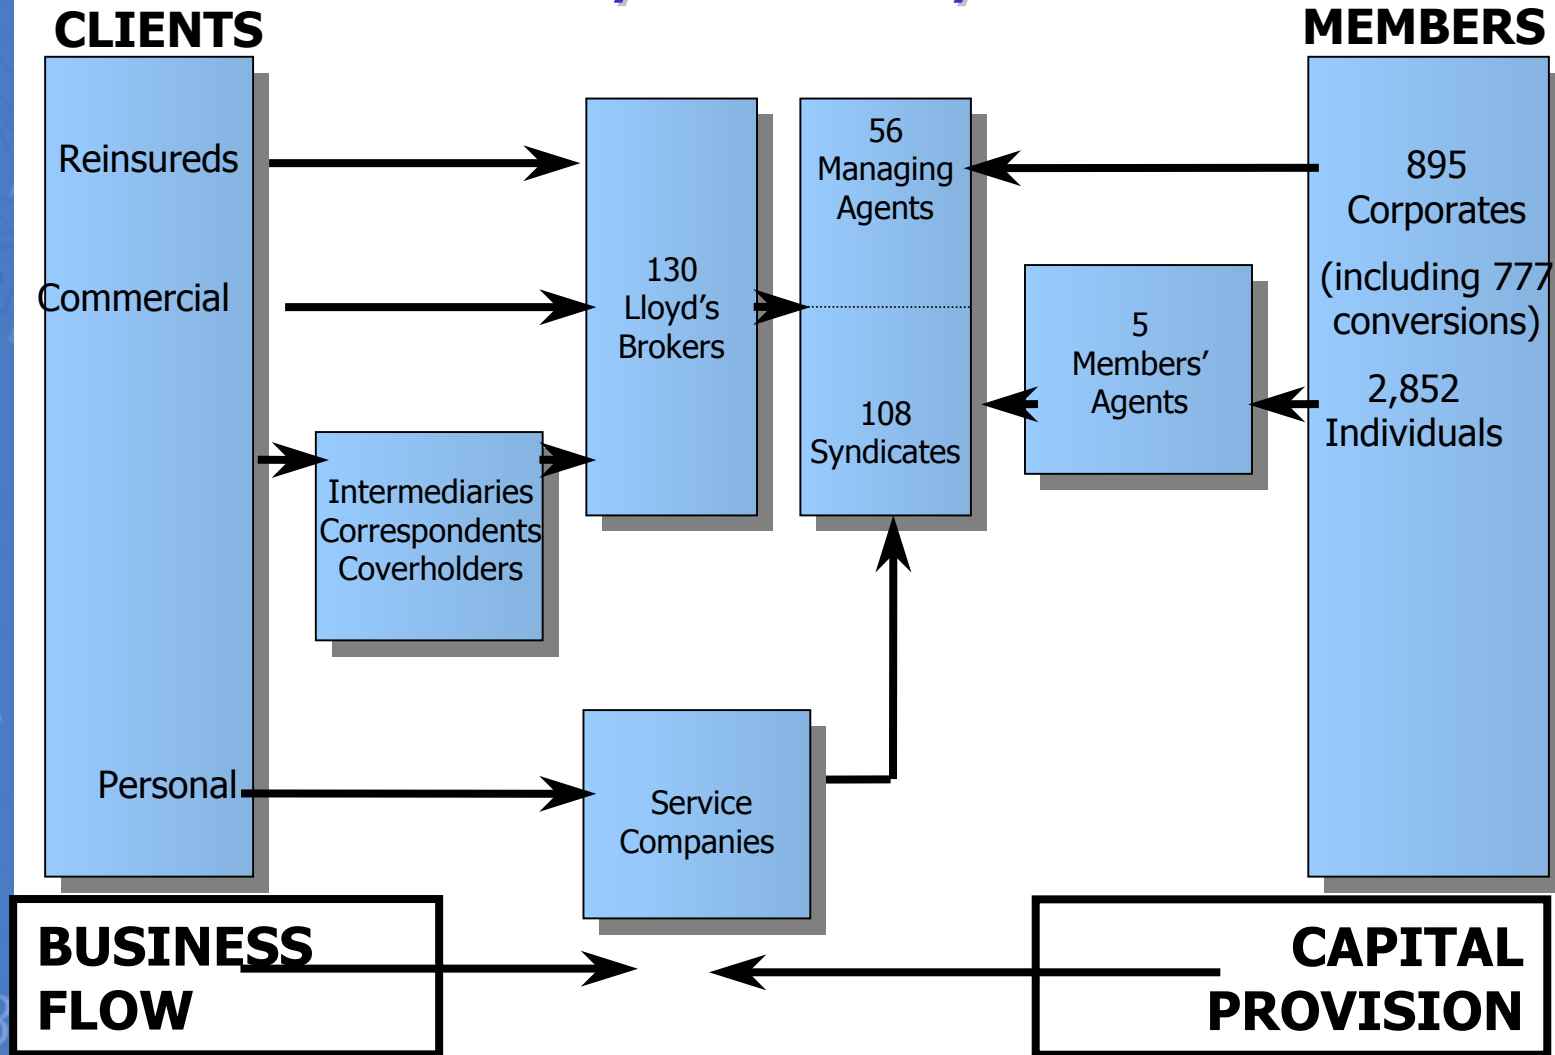 CLIENTS
MEMBERS
Reinsureds
Commercial
Personal
Intermediaries
Correspondents
Coverholders
130
Lloyd’s
Brokers
Service
Companies
56
Managing
Agents
108
Syndicates
5
Members’
Agents
895
Corporates
(including 777
conversions)
2,852
Individuals
BUSINESS
FLOW
CAPITAL
PROVISION